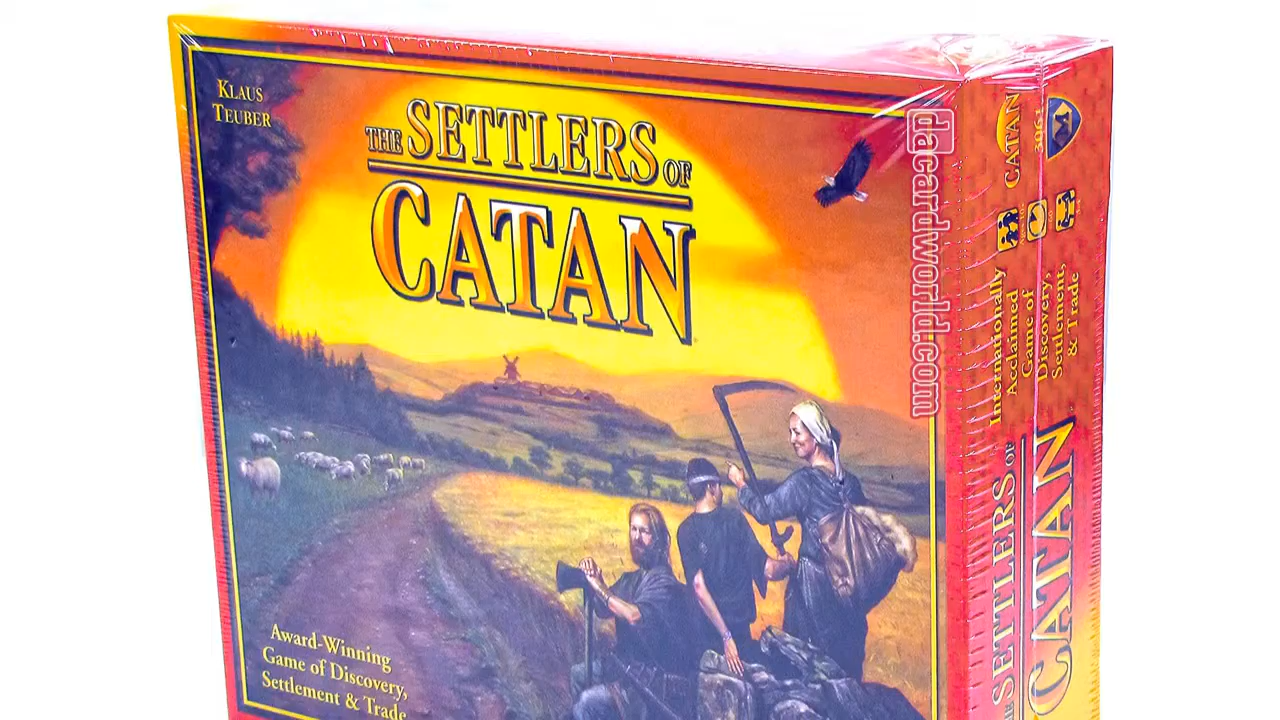 KLAUS
TEUBER
THE SETTLERS OF
CATAN
Award-Winning
Game of Discovery,
Settlement & Trade
dacardworld.com
CATAN
3061
Internationally
Acclaimed
Game of
Discovery,
Settlement,
& Trade
THE SETTLERS OF
CATAN